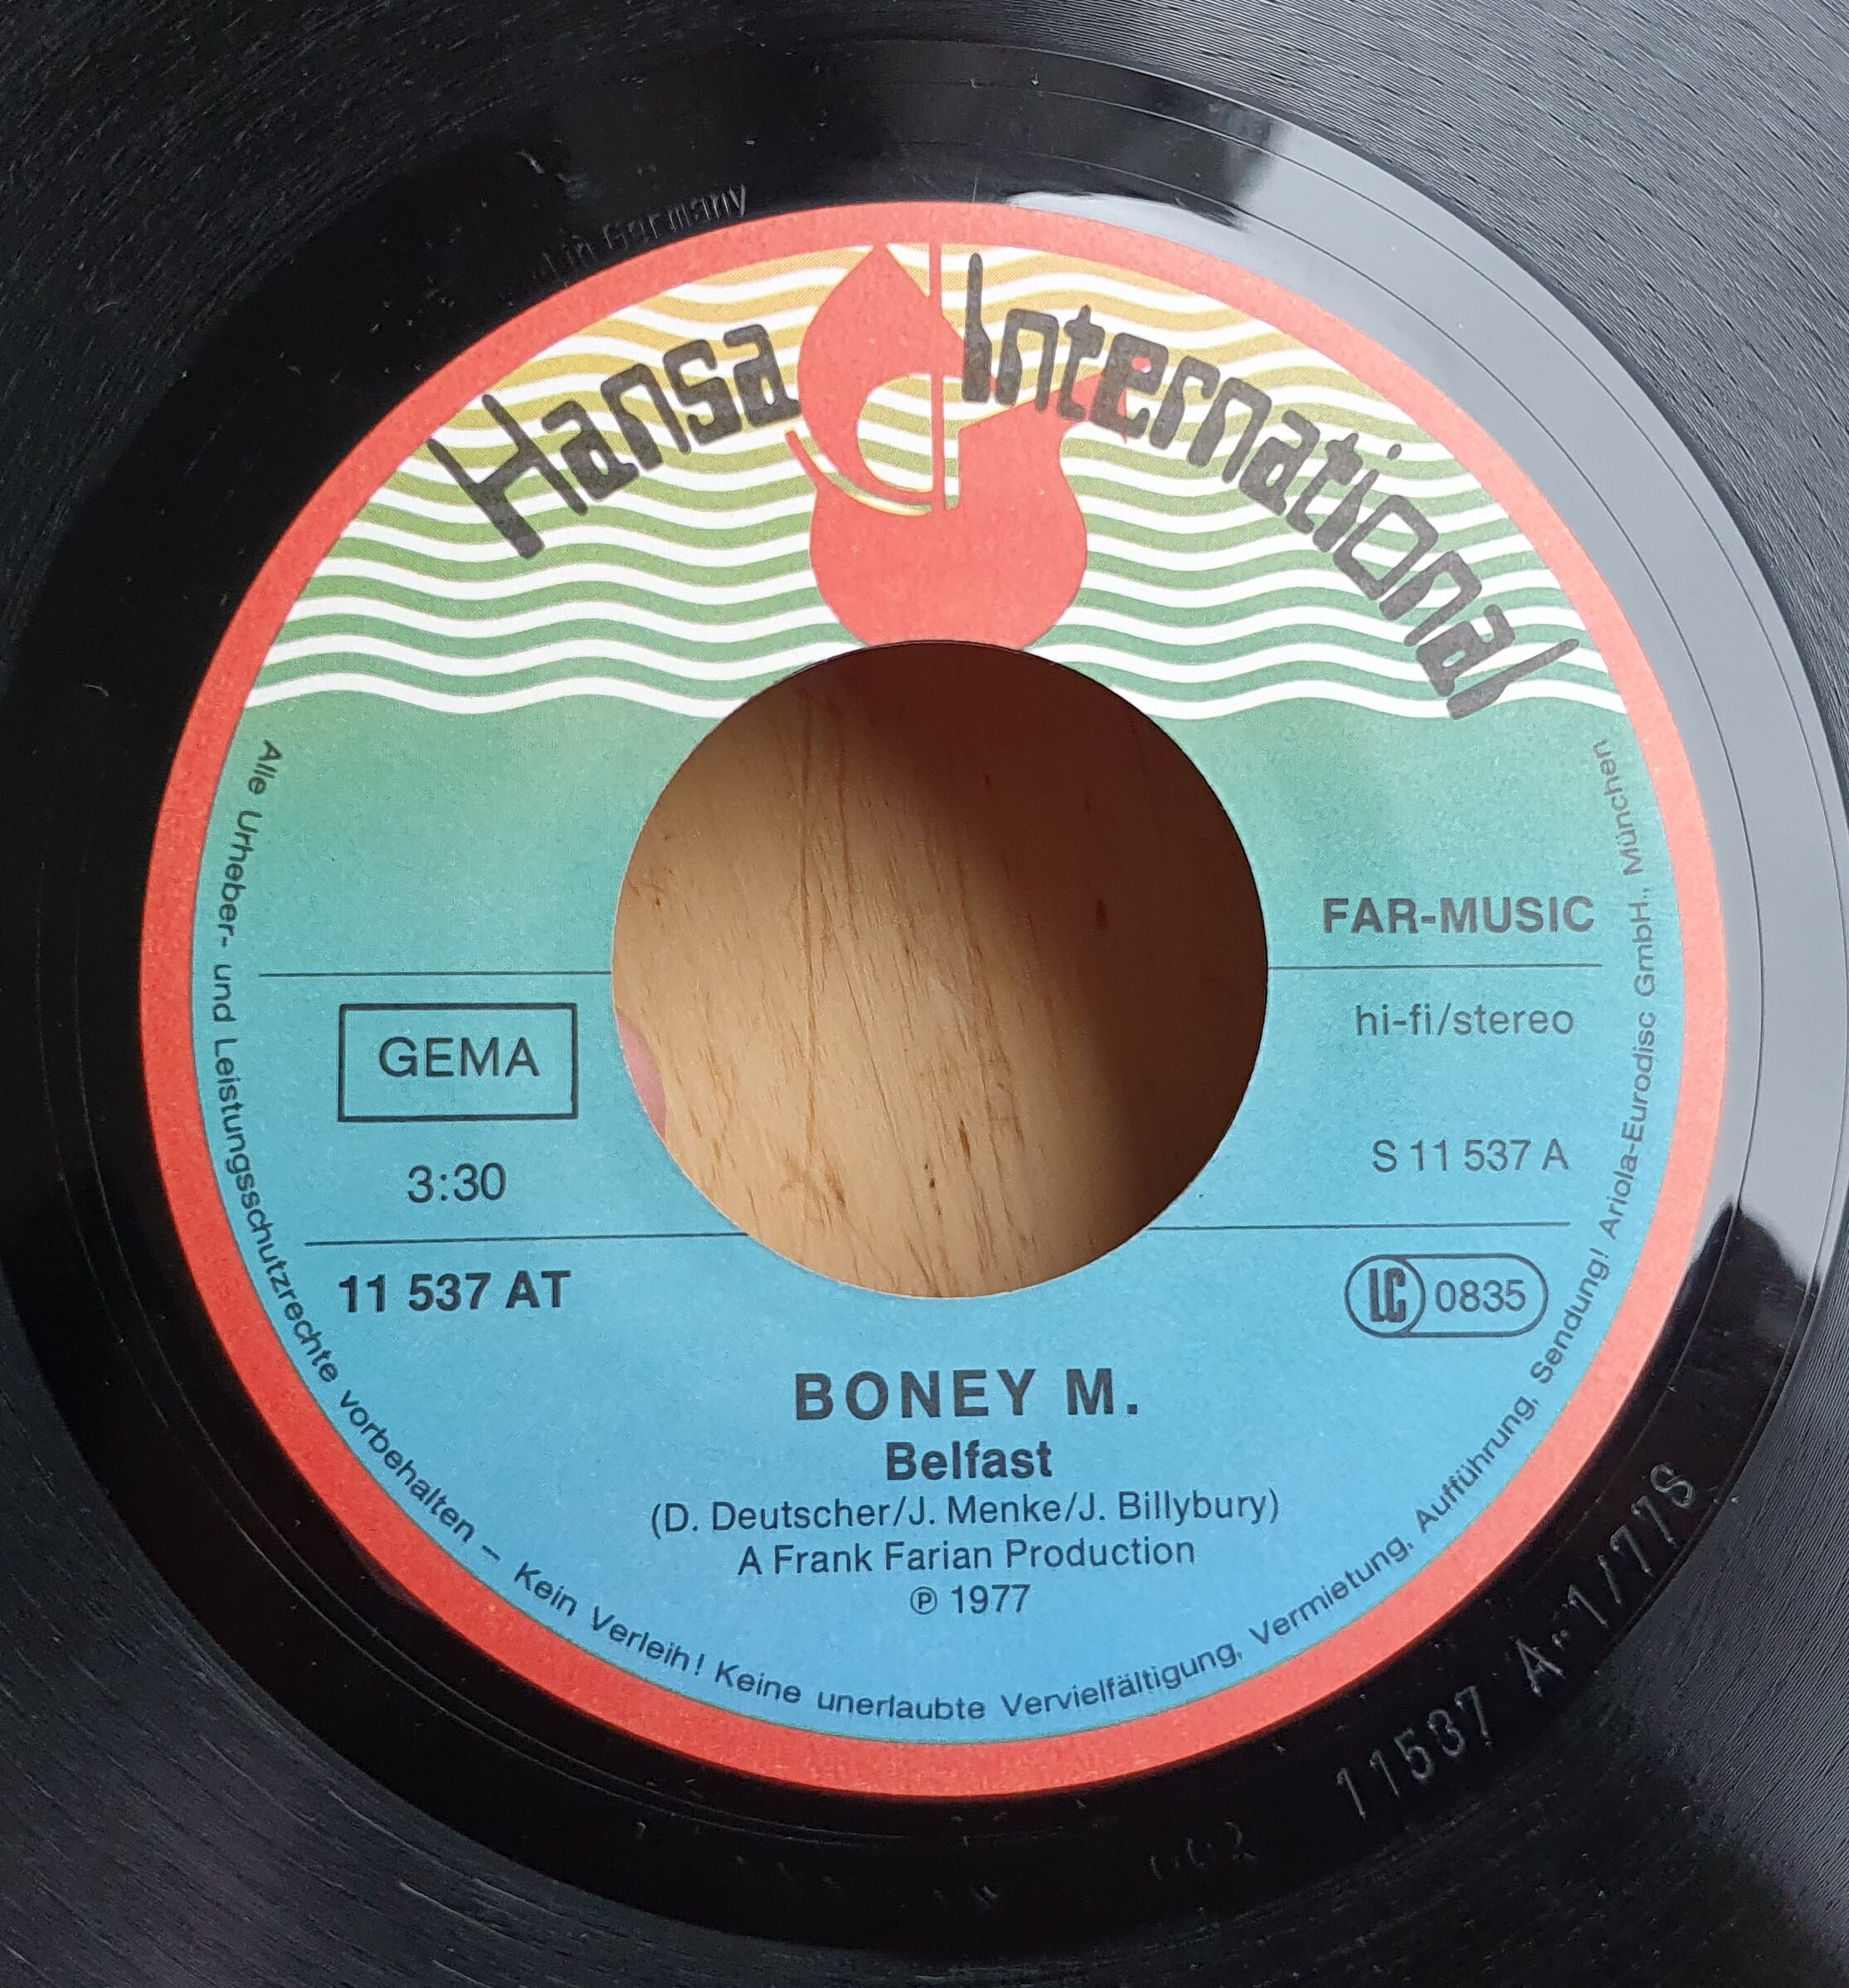 in Germany
Hansa International
FAR-MUSIC
GEMA
hi-fi/stereo
3:30
S 11 537 A
11 537 AT
LC 0835
BONEY M.
Belfast
(D. Deutscher/J. Menke/J. Billybury)
A Frank Farian Production
℗ 1977
Alle Urheber- und Leistungsschutzrechte vorbehalten – Kein Verleih! Keine unerlaubte Vervielfältigung, Vermietung, Aufführung, Sendung! Ariola-Eurodisc GmbH., München
11537 A-1/77S